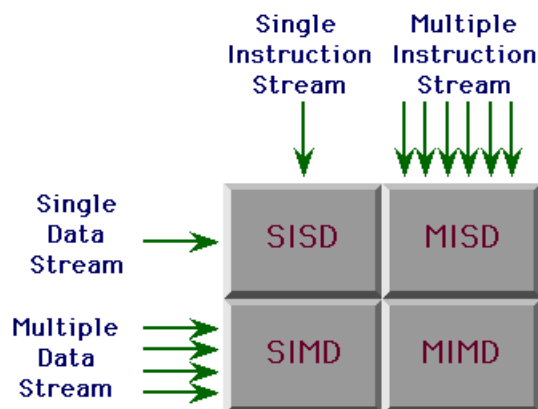 Single
Instruction
Stream
Multiple
Instruction
Stream
Single
Data
Stream
SISD
MISD
Multiple
Data
Stream
SIMD
MIMD